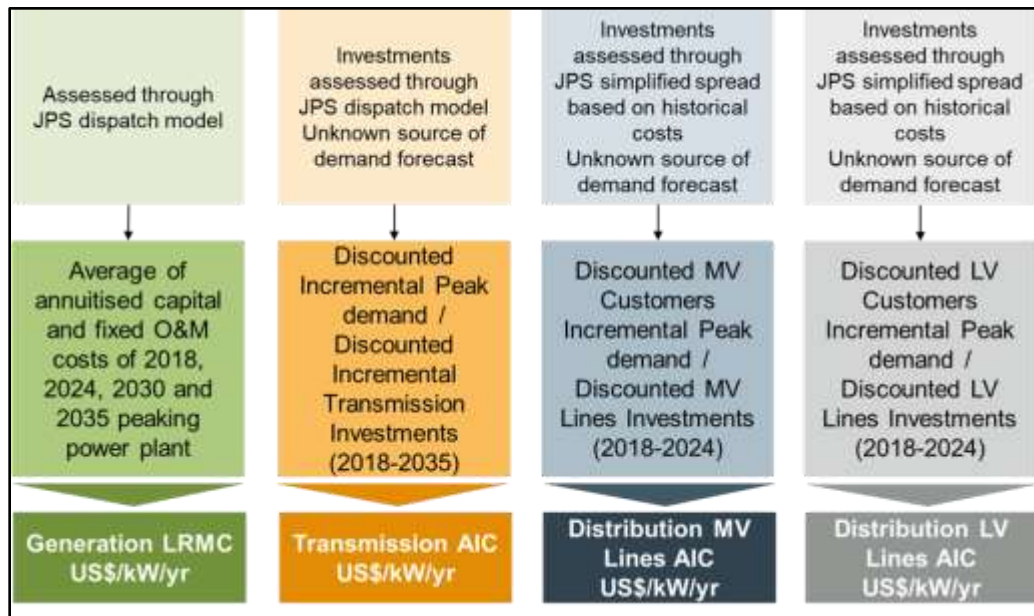 Assessed through
JPS dispatch model
Investments
assessed through
JPS dispatch model
Unknown source of
demand forecast
Investments
assessed through
JPS simplified spread
based on historical
costs
Unknown source of
demand forecast
Investments
assessed through
JPS simplified spread
based on historical
costs
Unknown source of
demand forecast
Average of
annuitised capital
and fixed O&M
costs of 2018,
2024, 2030 and
2035 peaking
power plant
Discounted
Incremental Peak
demand /
Discounted
Incremental
Transmission
Investments
(2018-2035)
Discounted MV
Customers
Incremental Peak
demand /
Discounted MV
Lines Investments
(2018-2024)
Discounted LV
Customers
Incremental Peak
demand /
Discounted LV
Lines Investments
(2018-2024)
Generation LRMC
US$/kW/yr
Transmission AIC
US$/kW/yr
Distribution MV
Lines AIC
US$/kW/yr
Distribution LV
Lines AIC
US$/kW/yr